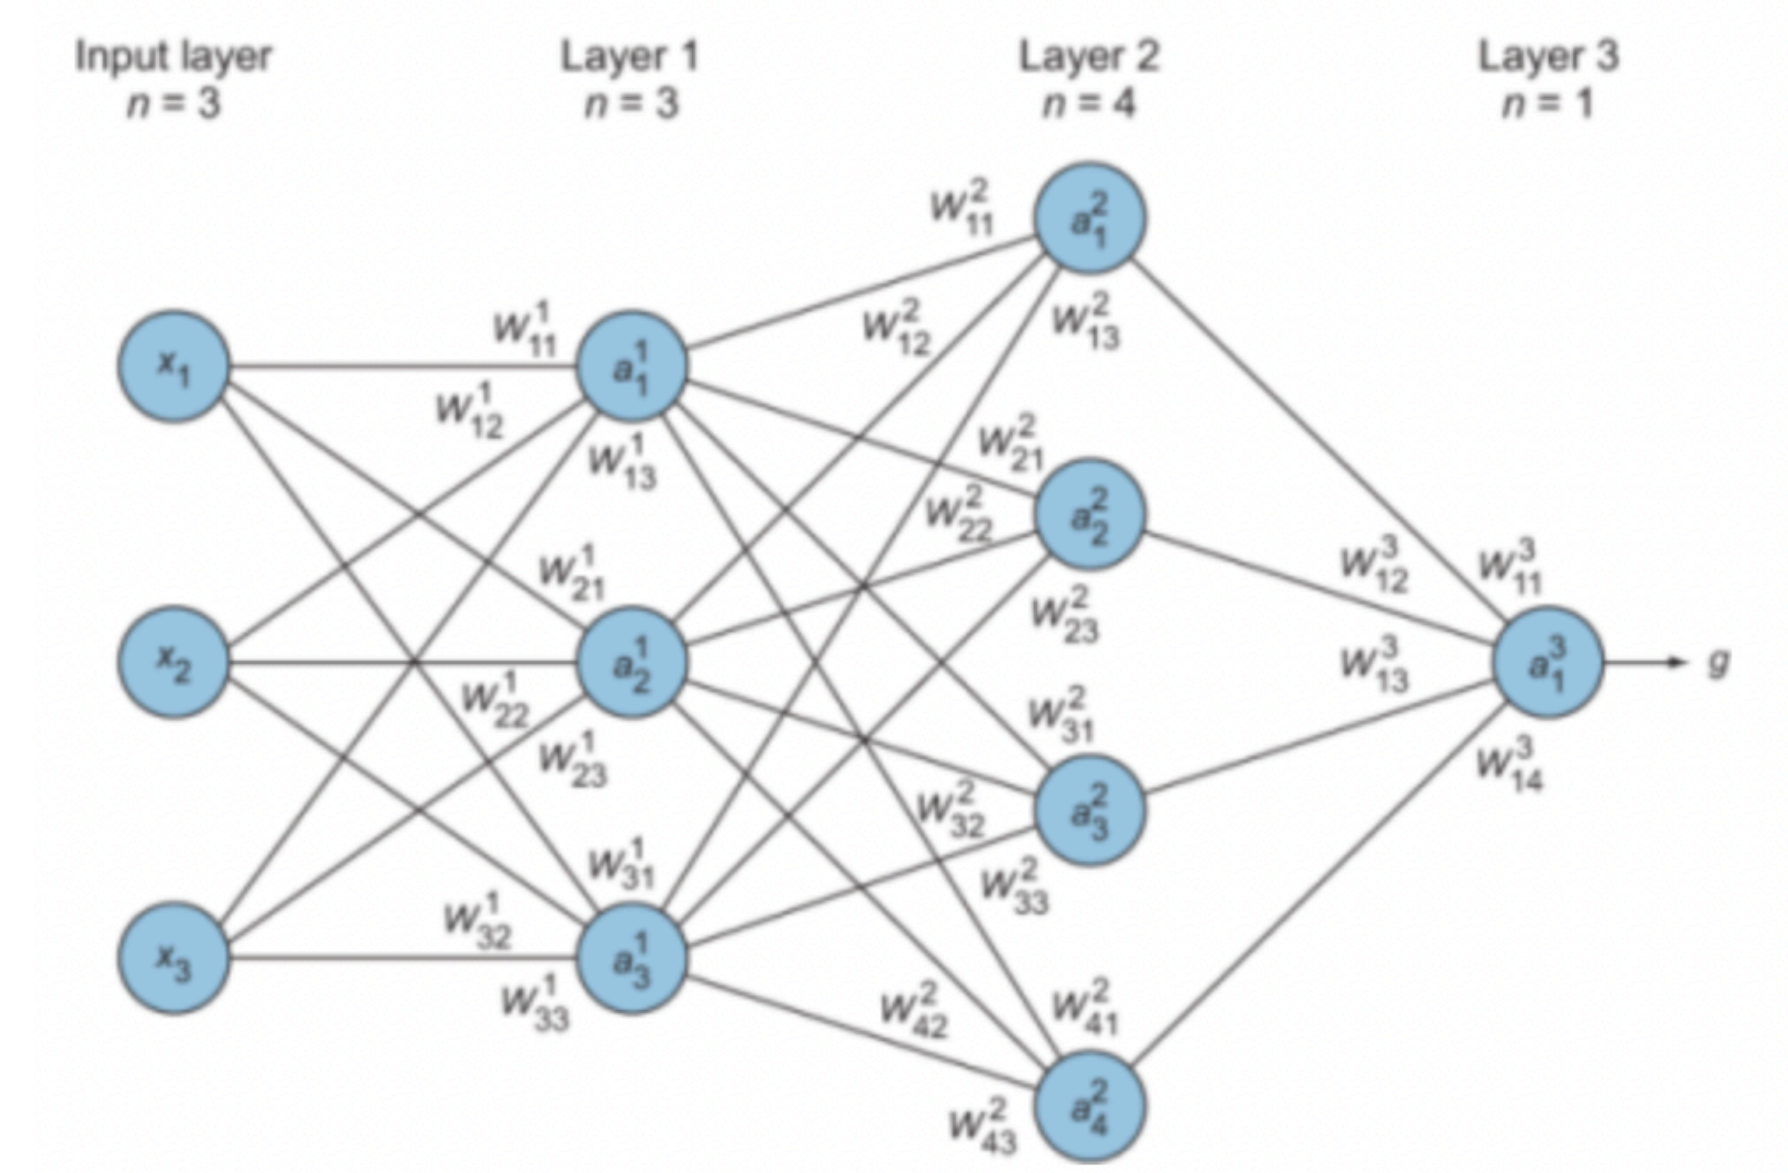 Input layer
n = 3
Layer 1
n = 3
Layer 2
n = 4
Layer 3
n = 1
x₁
x₂
x₃
W¹₁₁
W¹₁₂
W¹₁₃
W¹₂₁
W¹₂₂
W¹₂₃
W¹₃₁
W¹₃₂
W¹₃₃
a¹₁
a¹₂
a¹₃
W²₁₁
W²₁₂
W²₁₃
W²₂₁
W²₂₂
W²₂₃
W²₃₁
W²₃₂
W²₃₃
W²₄₁
W²₄₂
W²₄₃
a²₁
a²₂
a²₃
a²₄
W³₁₂
W³₁₁
W³₁₃
W³₁₄
a³₁
g